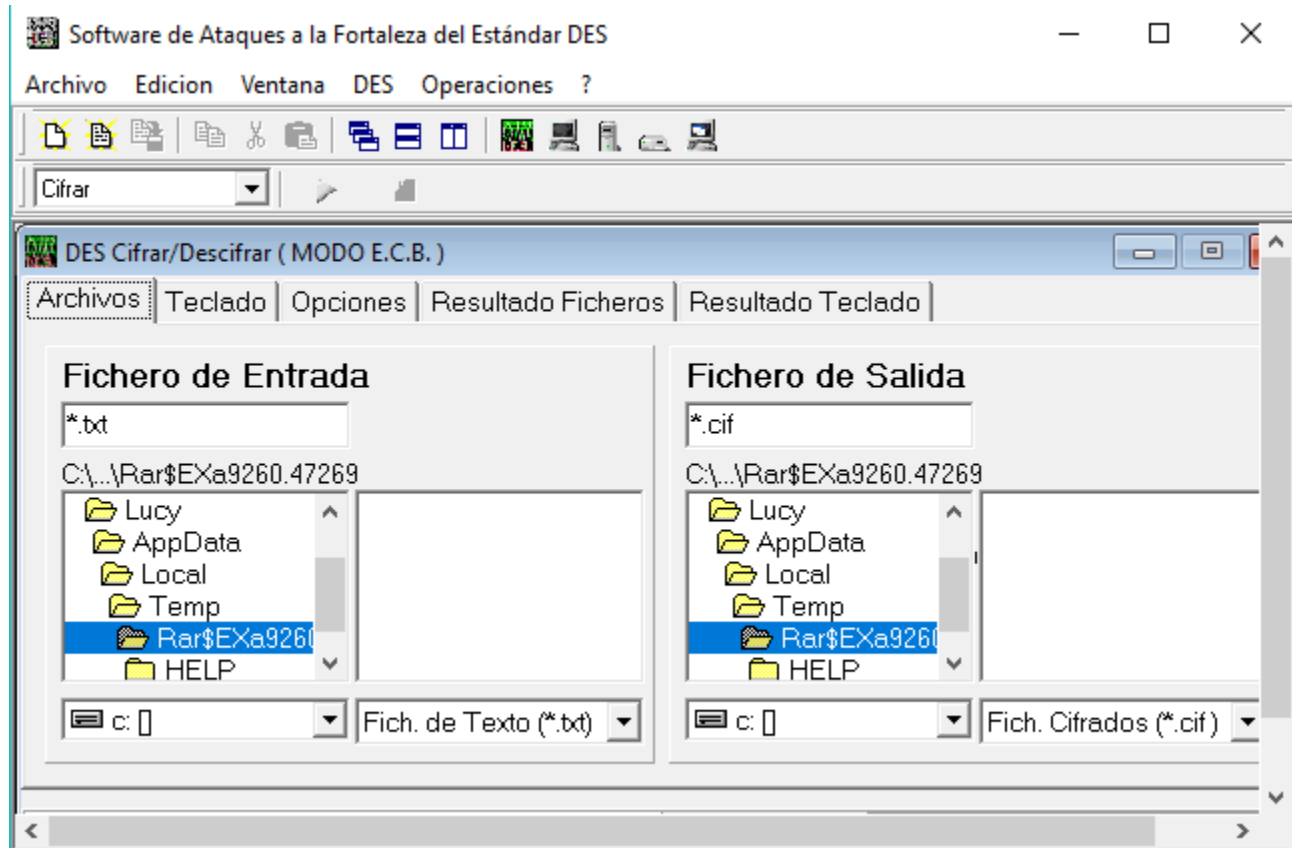 Software de Ataques a la Fortaleza del Estándar DES
Archivo Edicion Ventana DES Operaciones ?
Cifrar
DES Cifrar/Descifrar ( MODO E.C.B. )
Archivos Teclado Opciones Resultado Ficheros Resultado Teclado
Fichero de Entrada
*.txt
C:\...\Rar$EXa9260.47269
Lucy
AppData
Local
Temp
Rar$EXa9260
HELP
c: []
Fich. de Texto (*.txt)
Fichero de Salida
*.cif
C:\...\Rar$EXa9260.47269
Lucy
AppData
Local
Temp
Rar$EXa9260
HELP
c: []
Fich. Cifrados (*.cif)